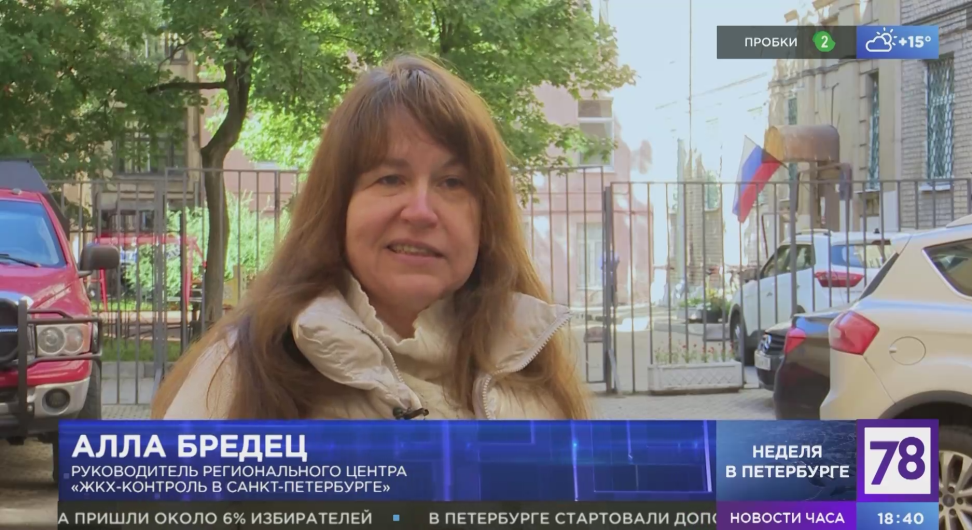 ПРОБКИ 2 +15°
АЛЛА БРЕДЕЦ
РУКОВОДИТЕЛЬ РЕГИОНАЛЬНОГО ЦЕНТРА
«ЖКХ-КОНТРОЛЬ В САНКТ-ПЕТЕРБУРГЕ»
НЕДЕЛЯ
В ПЕТЕРБУРГЕ
78
А ПРИШЛИ ОКОЛО 6% ИЗБИРАТЕЛЕЙ ▪ В ПЕТЕРБУРГЕ СТАРТОВАЛИ
НОВОСТИ ЧАСА
18:40